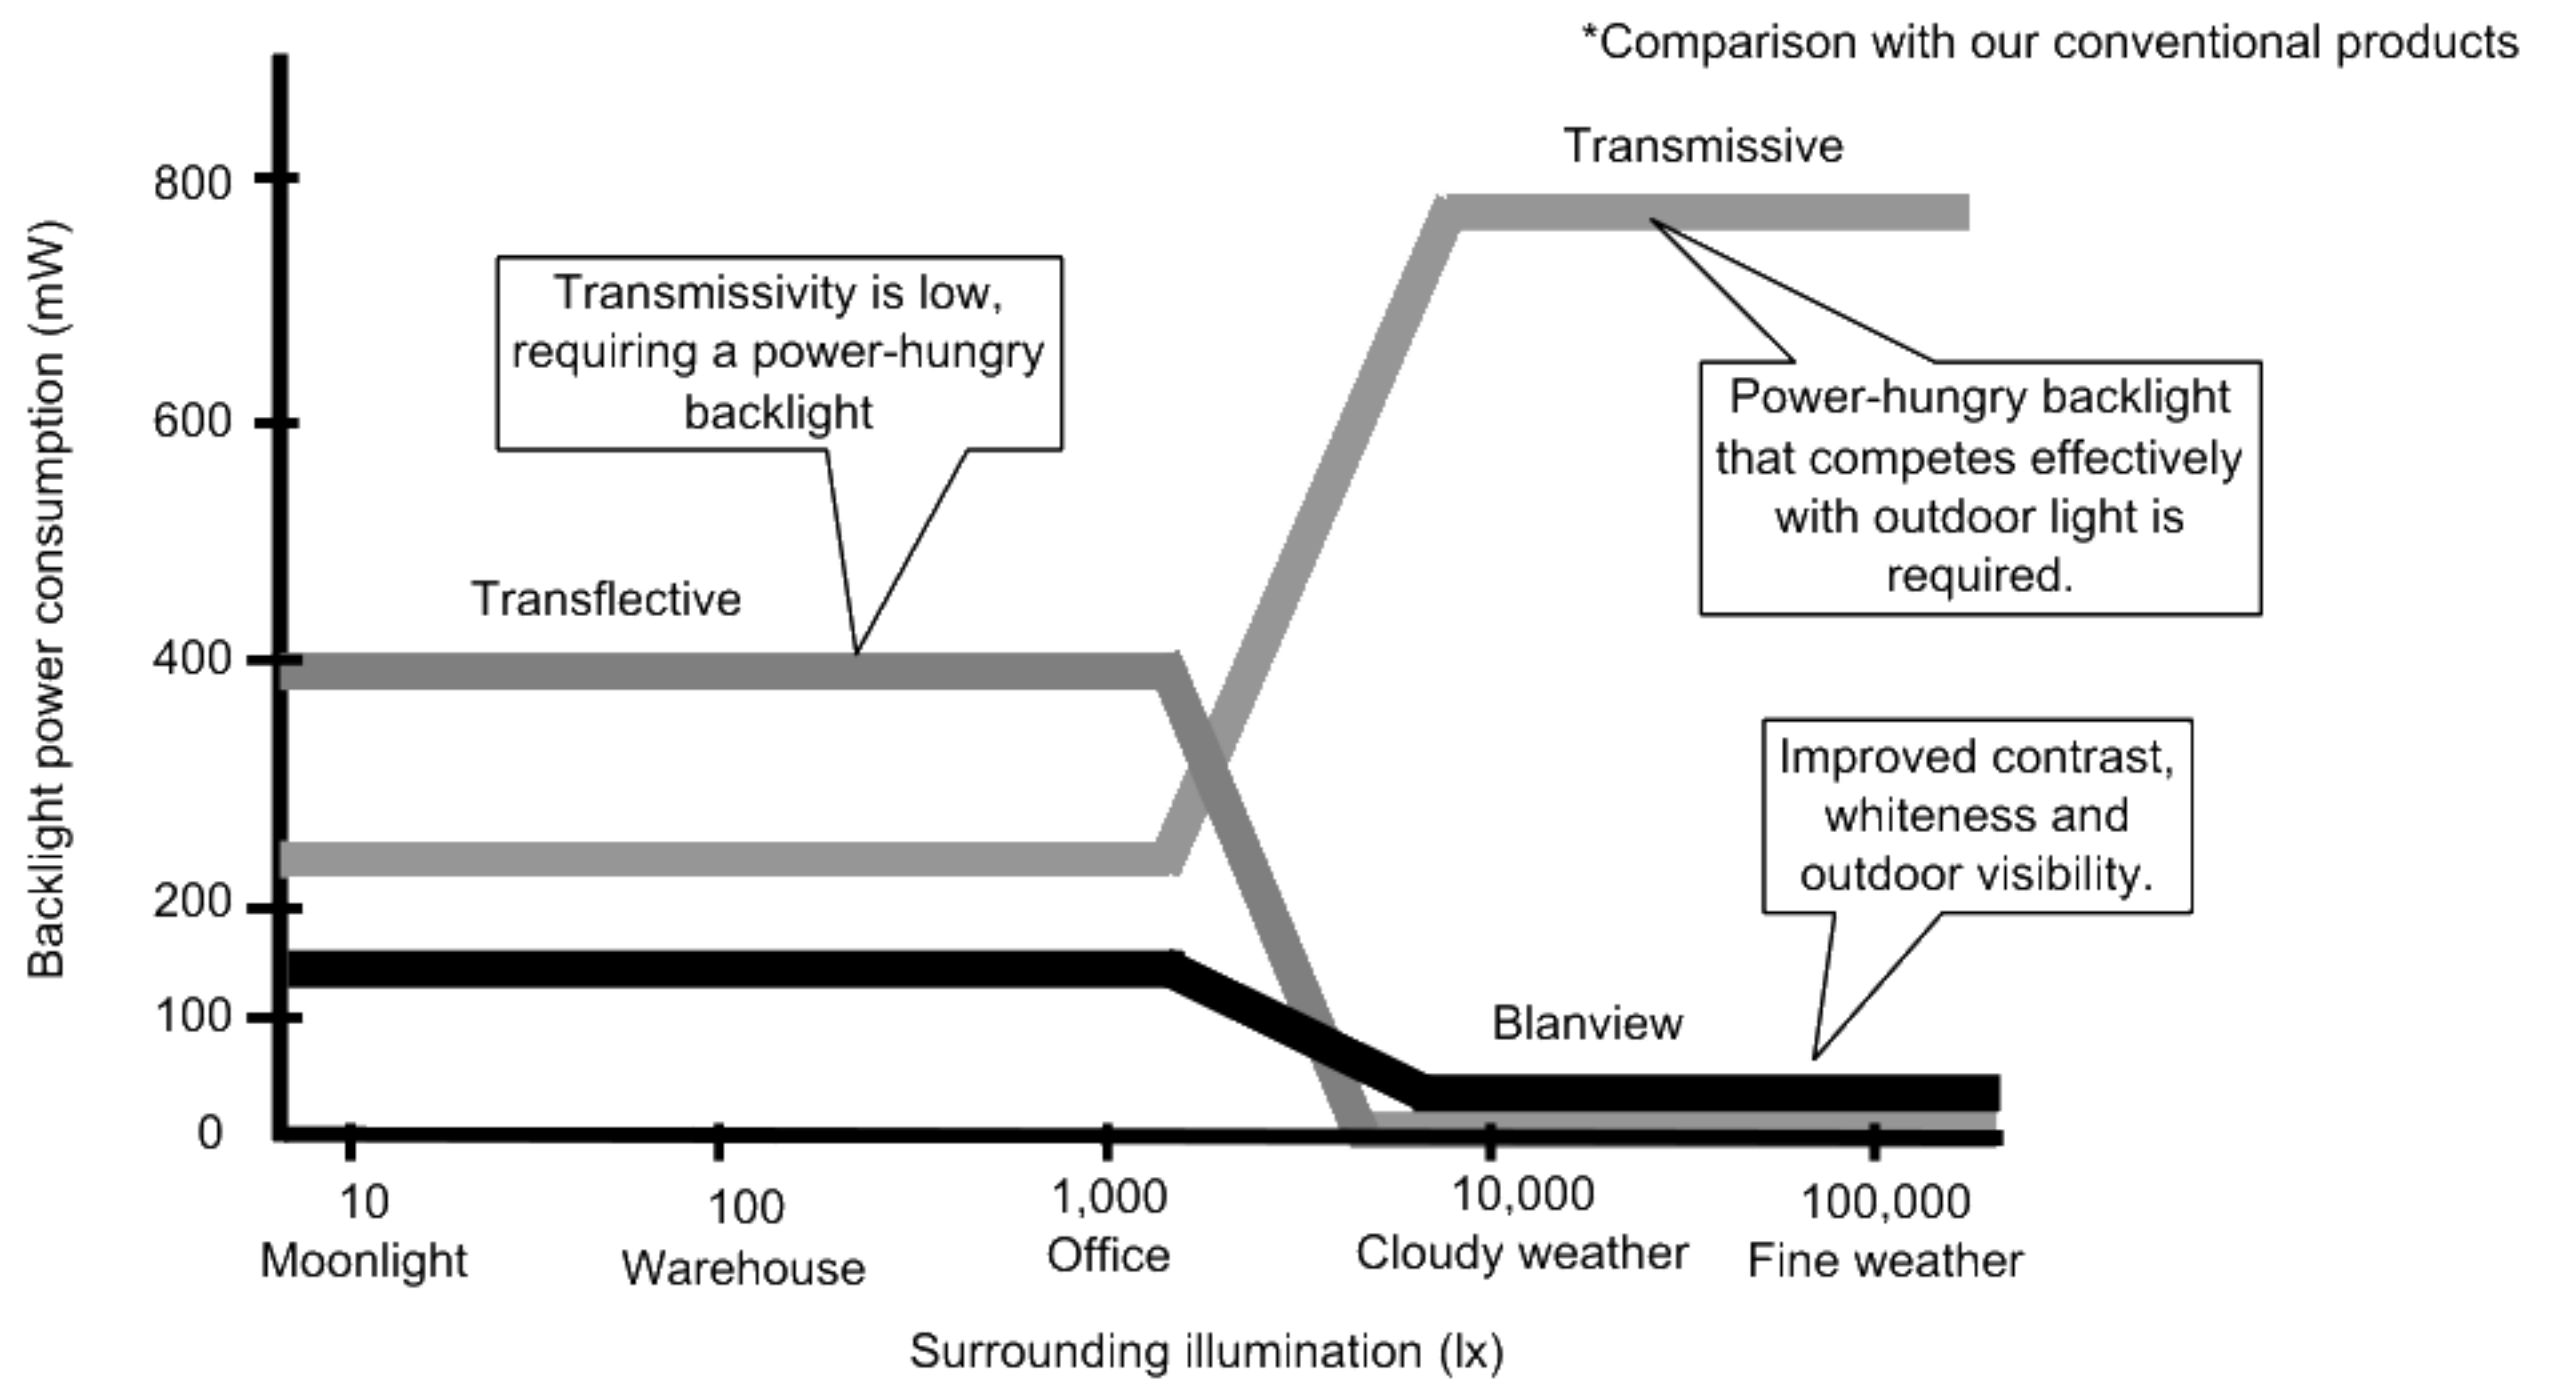 *Comparison with our conventional products
Transmissive
800
Transmissivity is low,
requiring a power-hungry
backlight
Power-hungry backlight
that competes effectively
with outdoor light is
required.
600
Transflective
400
Improved contrast,
whiteness and
outdoor visibility.
200
100
Blanview
0
Backlight power consumption (mW)
10
Moonlight
100
Warehouse
1,000
Office
10,000
Cloudy weather
100,000
Fine weather
Surrounding illumination (lx)